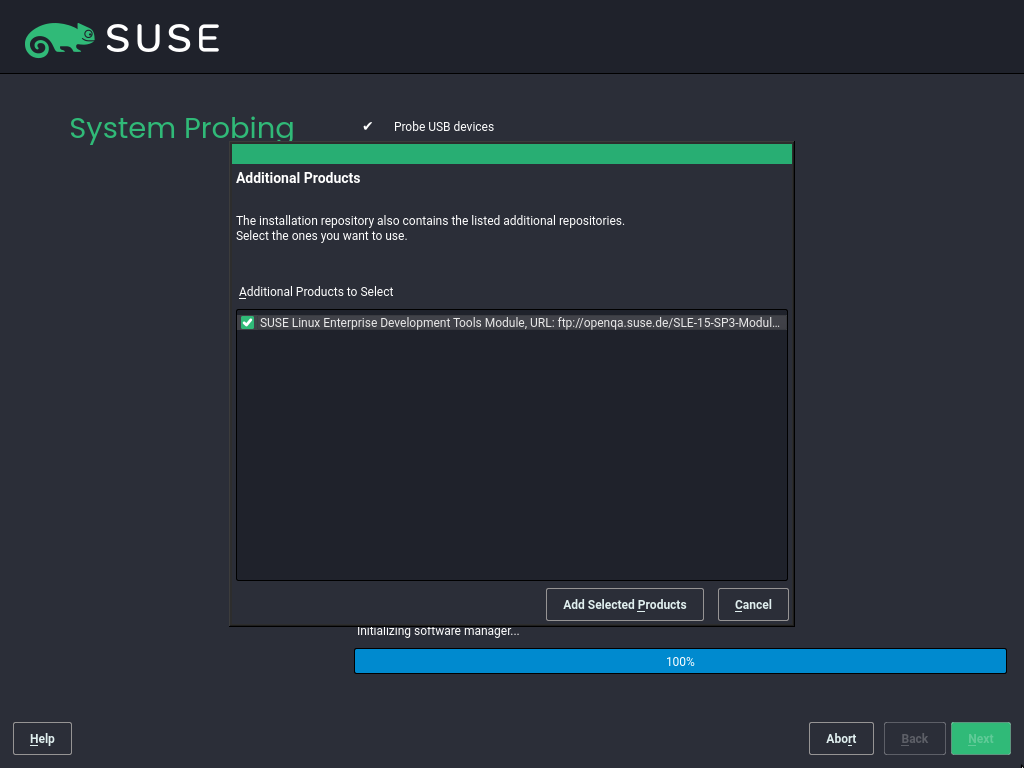 SUSE
System Probing
✔ Probe USB devices
Additional Products
The installation repository also contains the listed additional repositories.
Select the ones you want to use.
Additional Products to Select
SUSE Linux Enterprise Development Tools Module, URL: ftp://openqa.suse.de/SLE-15-SP3-Modul...
Add Selected Products Cancel
Initializing software manager...
100%
Help Abort Back Next